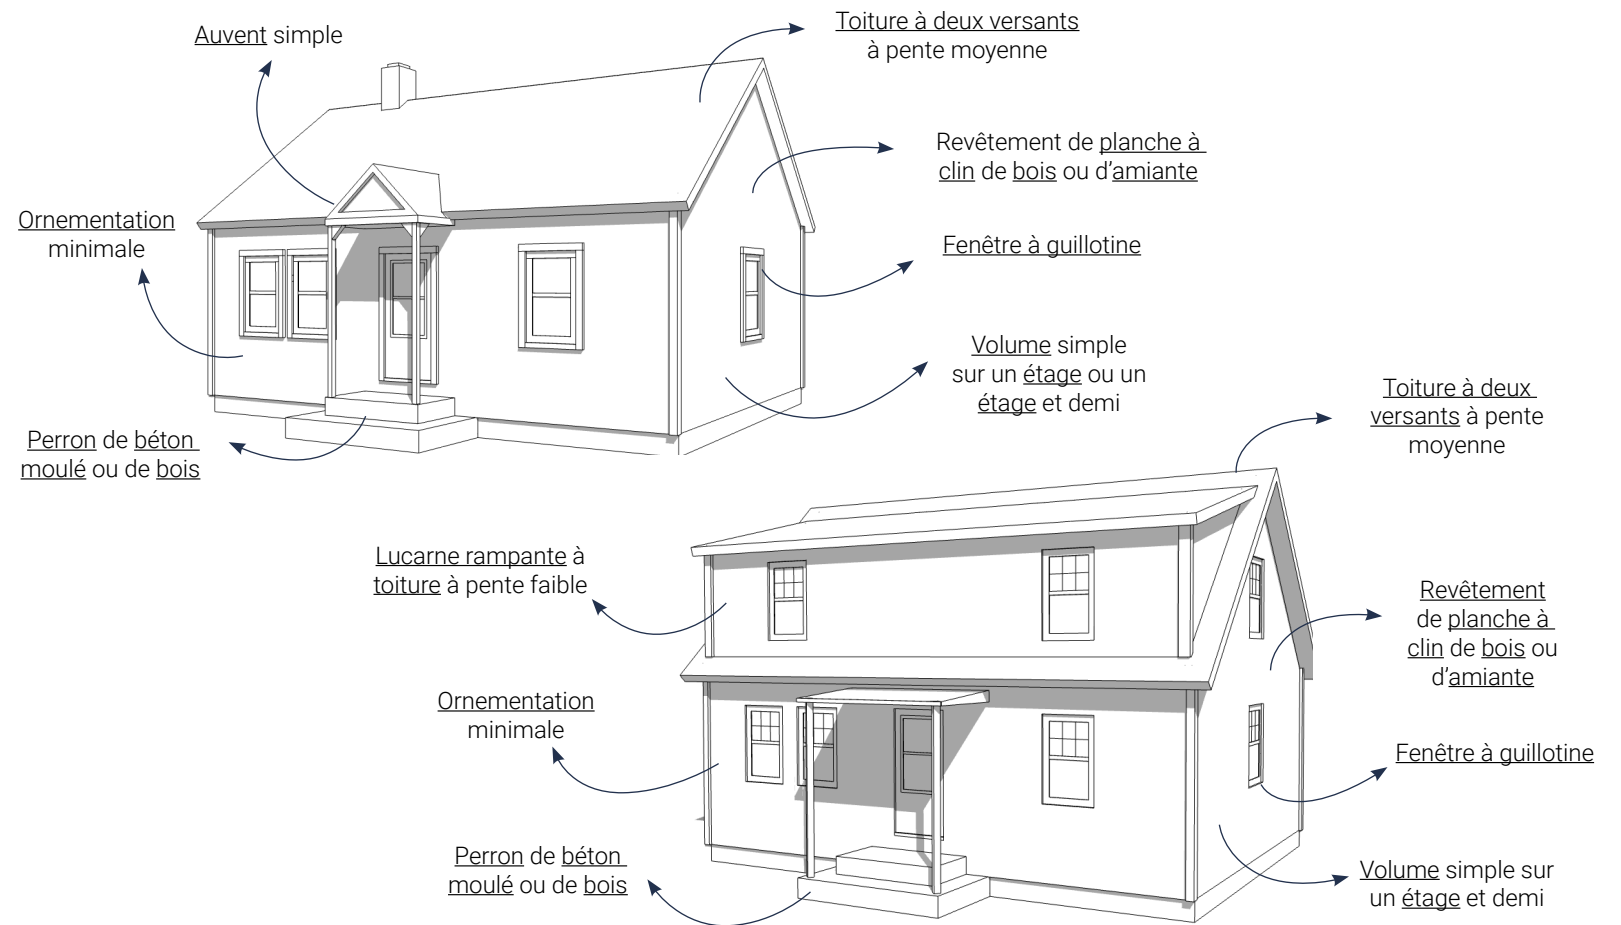 Auvent simple
Toiture à deux versants
à pente moyenne
Revêtement de planche à
clin de bois ou d'amiante
Ornementation
minimale
Fenêtre à guillotine
Volume simple
sur un étage ou un
étage et demi
Perron de béton
moulé ou de bois
Toiture à deux
versants à pente
moyenne
Lucarne rampante à
toiture à pente faible
Revêtement
de planche à
clin de bois ou
d'amiante
Ornementation
minimale
Fenêtre à guillotine
Perron de béton
moulé ou de bois
Volume simple sur
un étage et demi